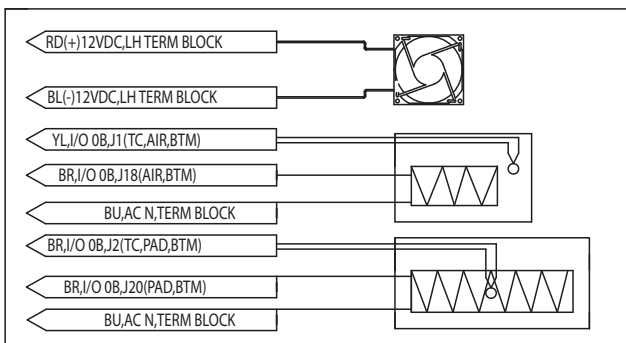 RD(+)12VDC,LH TERM BLOCK
BL(-)12VDC,LH TERM BLOCK
YL,I/O 0B,J1(TC,AIR,BTM)
BR,I/O 0B,J18(AIR,BTM)
BU,AC N,TERM BLOCK
BR,I/O 0B,J2(TC,PAD,BTM)
BR,I/O 0B,J20(PAD,BTM)
BU,AC N,TERM BLOCK